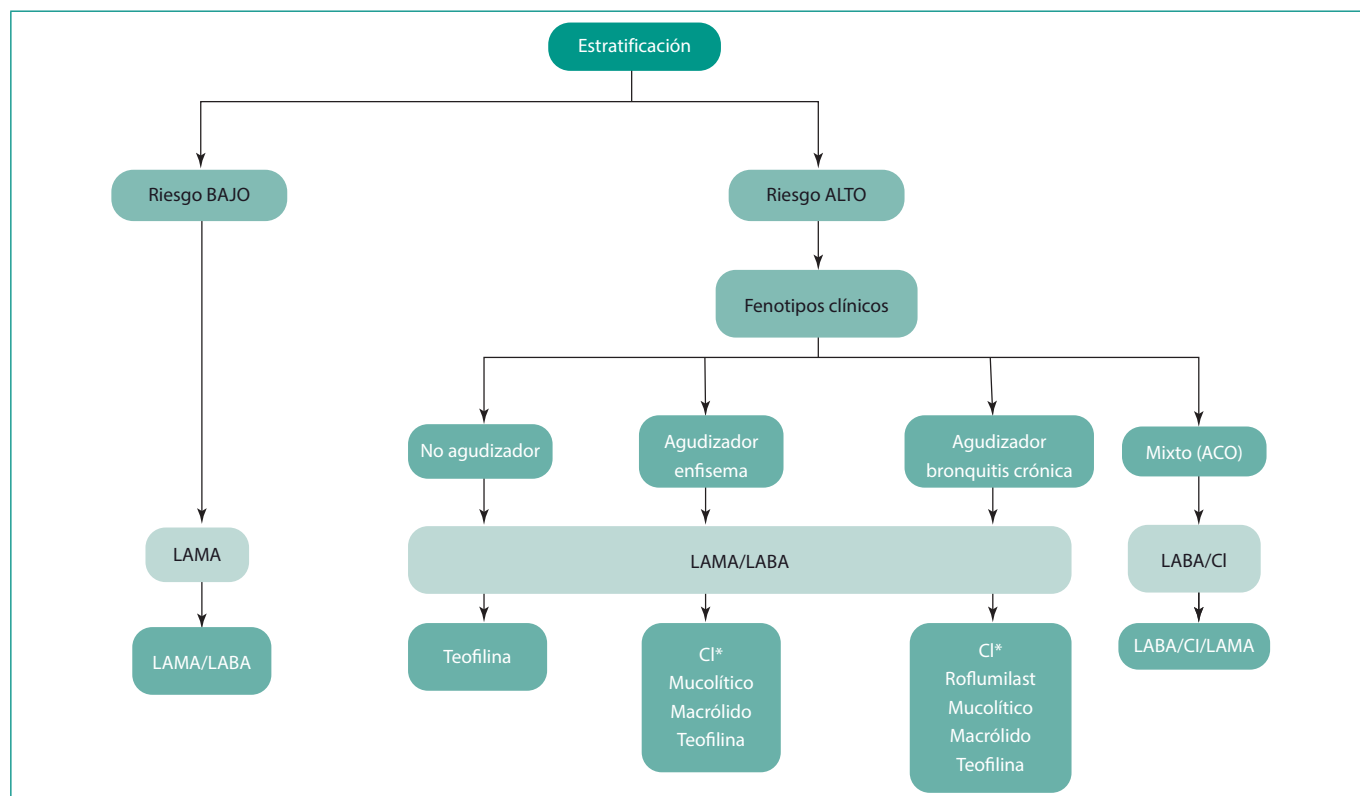 Estratificación
Riesgo BAJO
Riesgo ALTO
Fenotipos clínicos
No agudizador
Agudizador
enfisema
Agudizador
bronquitis crónica
Mixto (ACO)
LAMA
LAMA/LABA
LABA/CI
LAMA/LABA
Teofilina
CI*
Mucolítico
Macrólido
Teofilina
CI*
Roflumilast
Mucolítico
Macrólido
Teofilina
LABA/CI/LAMA